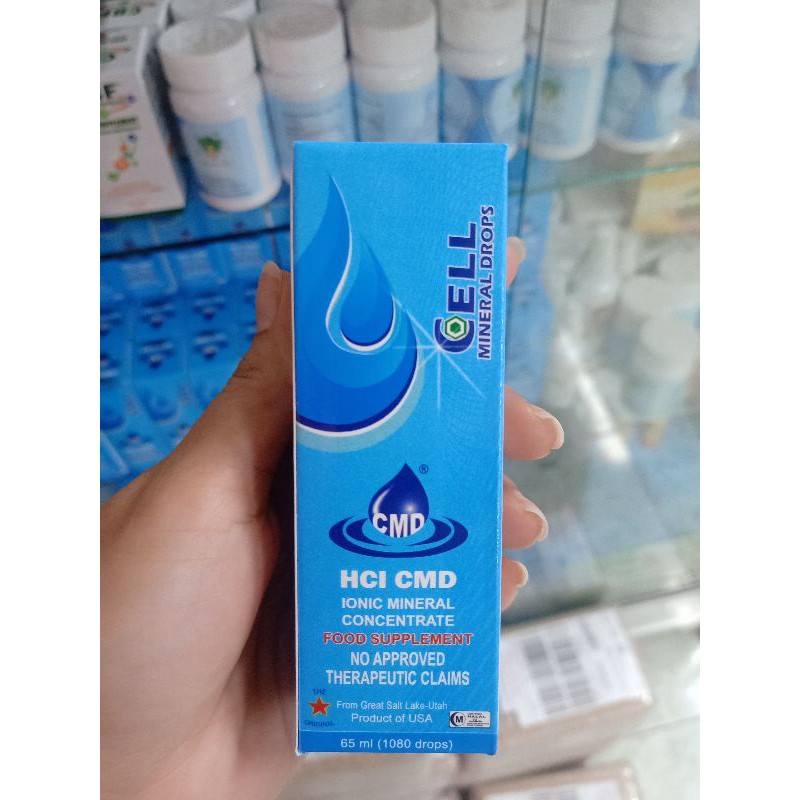 CELL
MINERAL DROPS
®
CMD
HCI CMD
IONIC MINERAL
CONCENTRATE
FOOD SUPPLEMENT
NO APPROVED
THERAPEUTIC CLAIMS
THE
ORIGINAL
From Great Salt Lake-Utah
Product of USA
M HALAL
65 ml (1080 drops)